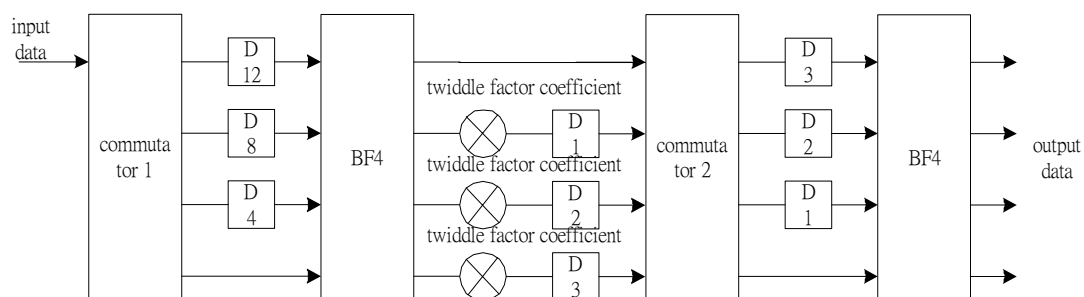 input
data
commuta
tor 1
D
12
D
8
D
4
BF4
twiddle factor coefficient
D
1
twiddle factor coefficient
D
2
twiddle factor coefficient
D
3
commuta
tor 2
D
3
D
2
D
1
BF4
output
data